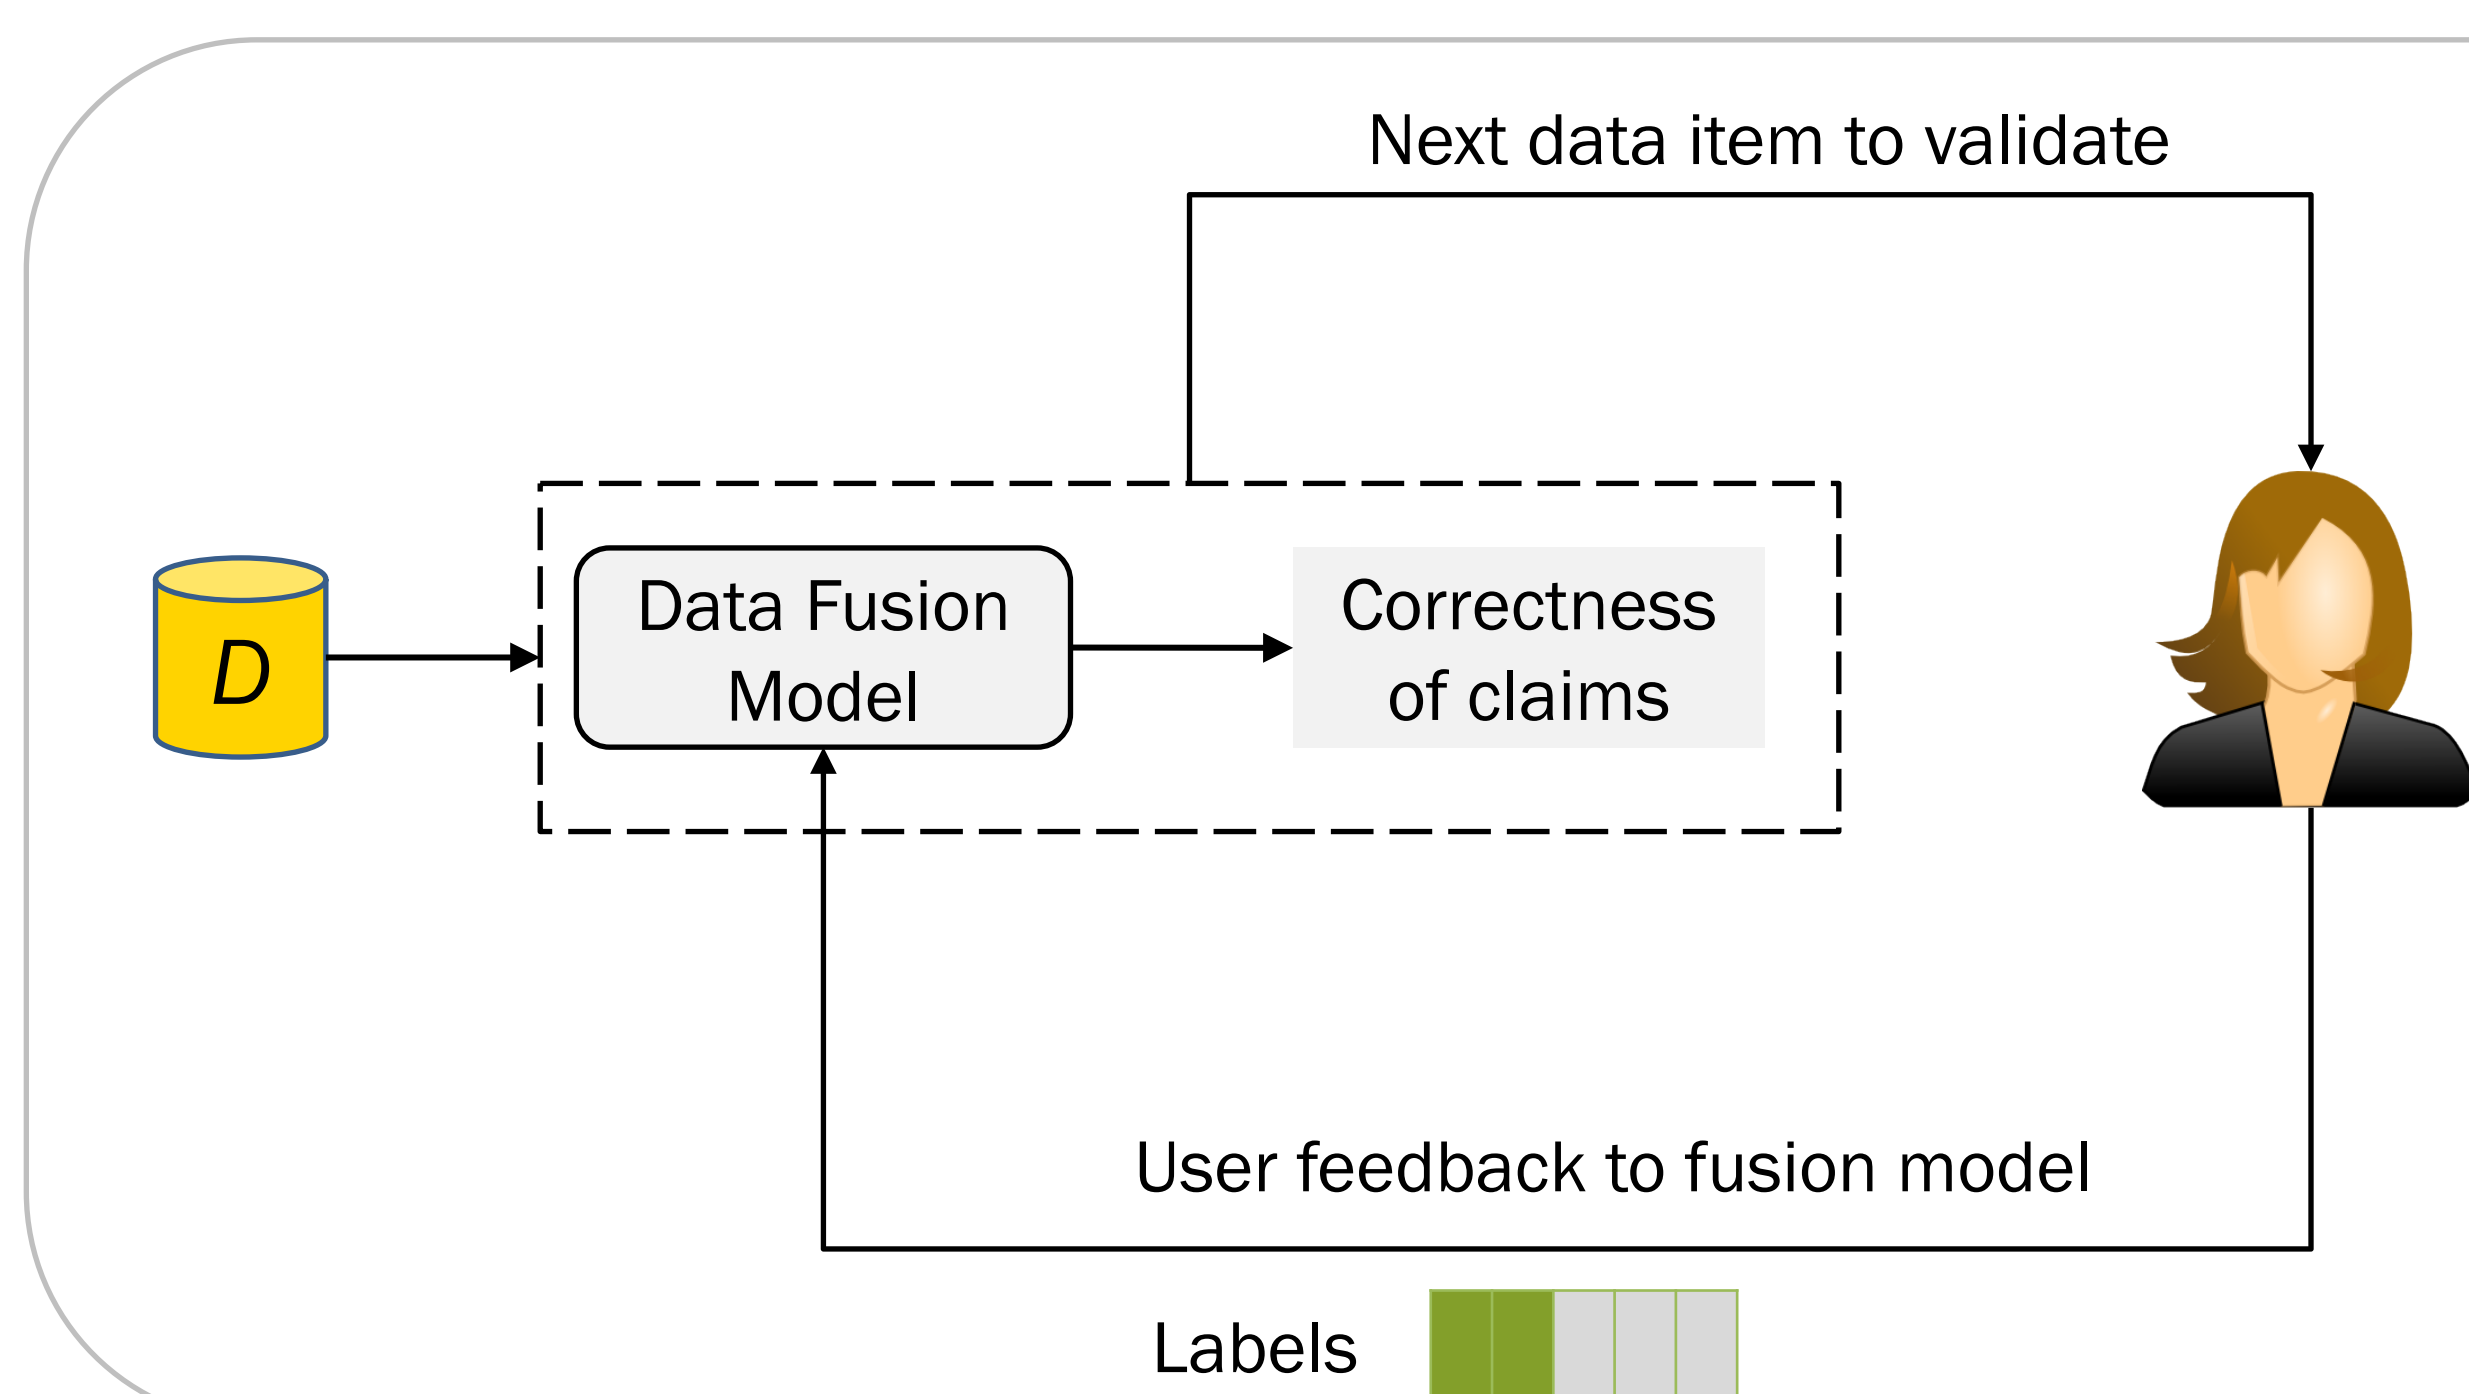 Next data item to validate
D
Data Fusion
Model
Correctness
of claims
User feedback to fusion model
Labels